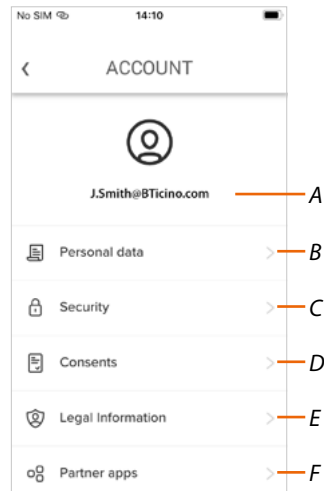 No SIM 14:10
ACCOUNT
J.Smith@BTicino.com
A
Personal data
B
Security
C
Consents
D
Legal Information
E
Partner apps
F